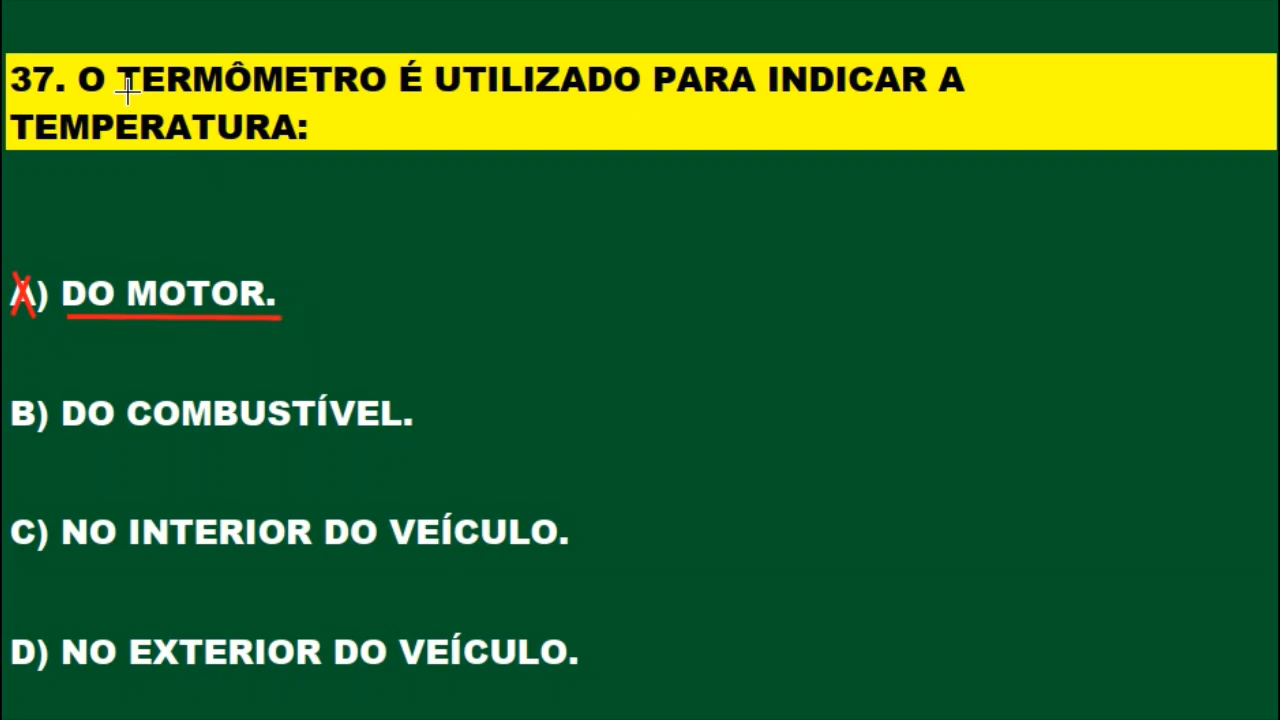 37. O TERMÔMETRO É UTILIZADO PARA INDICAR A
TEMPERATURA:
A) DO MOTOR.
B) DO COMBUSTÍVEL.
C) NO INTERIOR DO VEÍCULO.
D) NO EXTERIOR DO VEÍCULO.